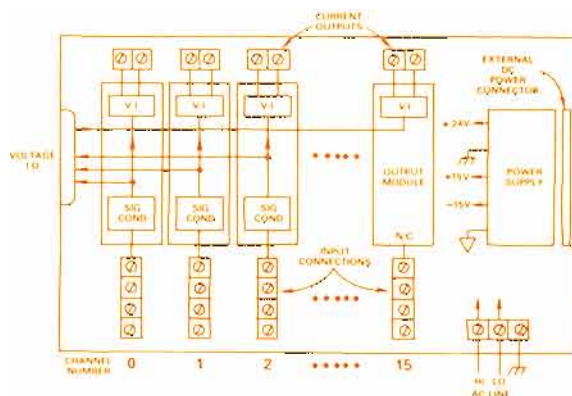 CURRENT
OUTPUTS
EXTERNAL
DC
POWER
CONNECTOR
V-I
V-I
V-I
V-I
+24V
VOLTAGE
I/O
OUTPUT
MODULE
POWER
SUPPLY
+15V
-15V
SIG
COND
SIG
COND
SIG
COND
N/C
INPUT
CONNECTIONS
CHANNEL
NUMBER
0
1
2
15
HI
LO
AC LINE